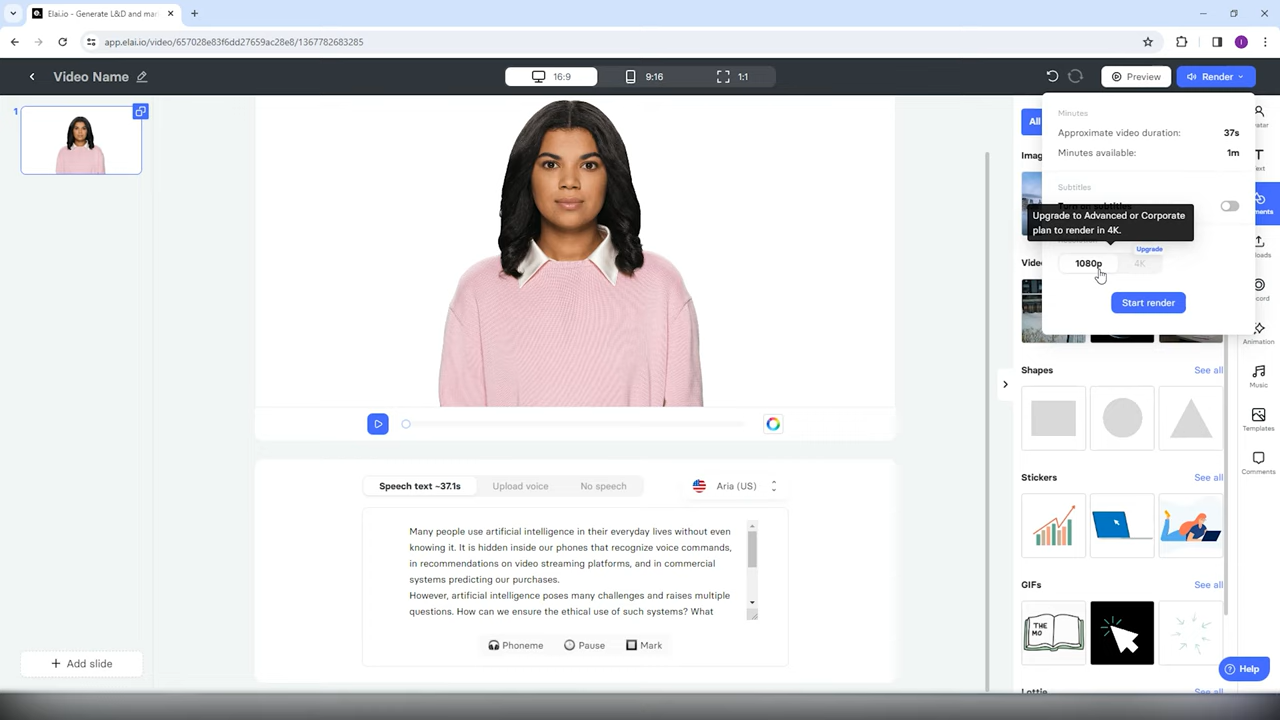 Elai.io - Generate L&D and ma
app.elai.io/video/657028e83f6dd27659ac28e8/1367782683285
Video Name
16:9
9:16
1:1
Preview
Render
1
All
Minutes
Approximate video duration:
37s
Minutes available:
1m
Subtitles
Turn on subtitles
Upgrade to Advanced or Corporate
plan to render in 4K.
Upgrade
1080p
4K
Start render
Shapes
See all
Stickers
See all
GIFs
See all
THE
MO
Text
Animation
Music
Templates
Comments
Speech text ~37.1s
Upload voice
No speech
Aria (US)
Many people use artificial intelligence in their everyday lives without even
knowing it. It is hidden inside our phones that recognize voice commands,
in recommendations on video streaming platforms, and in commercial
systems predicting our purchases.
However, artificial intelligence poses many challenges and raises multiple
questions. How can we ensure the ethical use of such systems? What
Phoneme
Pause
Mark
Add slide
Help